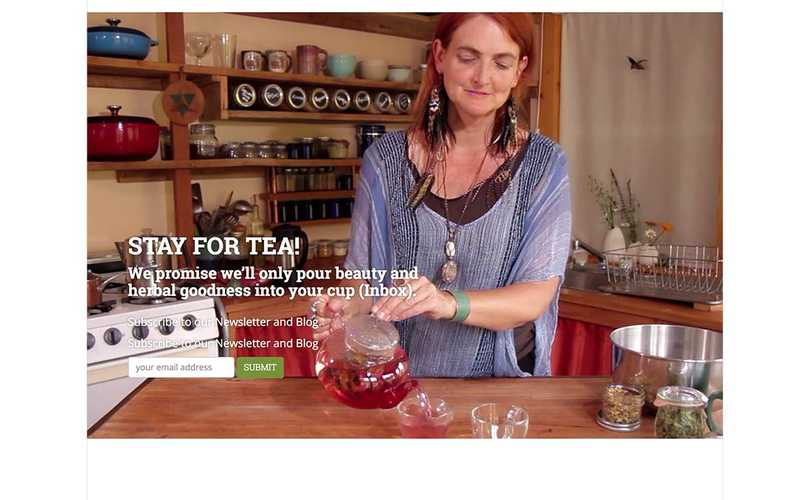 STAY FOR TEA!
We promise we'll only pour beauty and
herbal goodness into your cup (Inbox).
Subscribe to our Newsletter and Blog
Subscribe to our Newsletter and Blog
your email address
SUBMIT